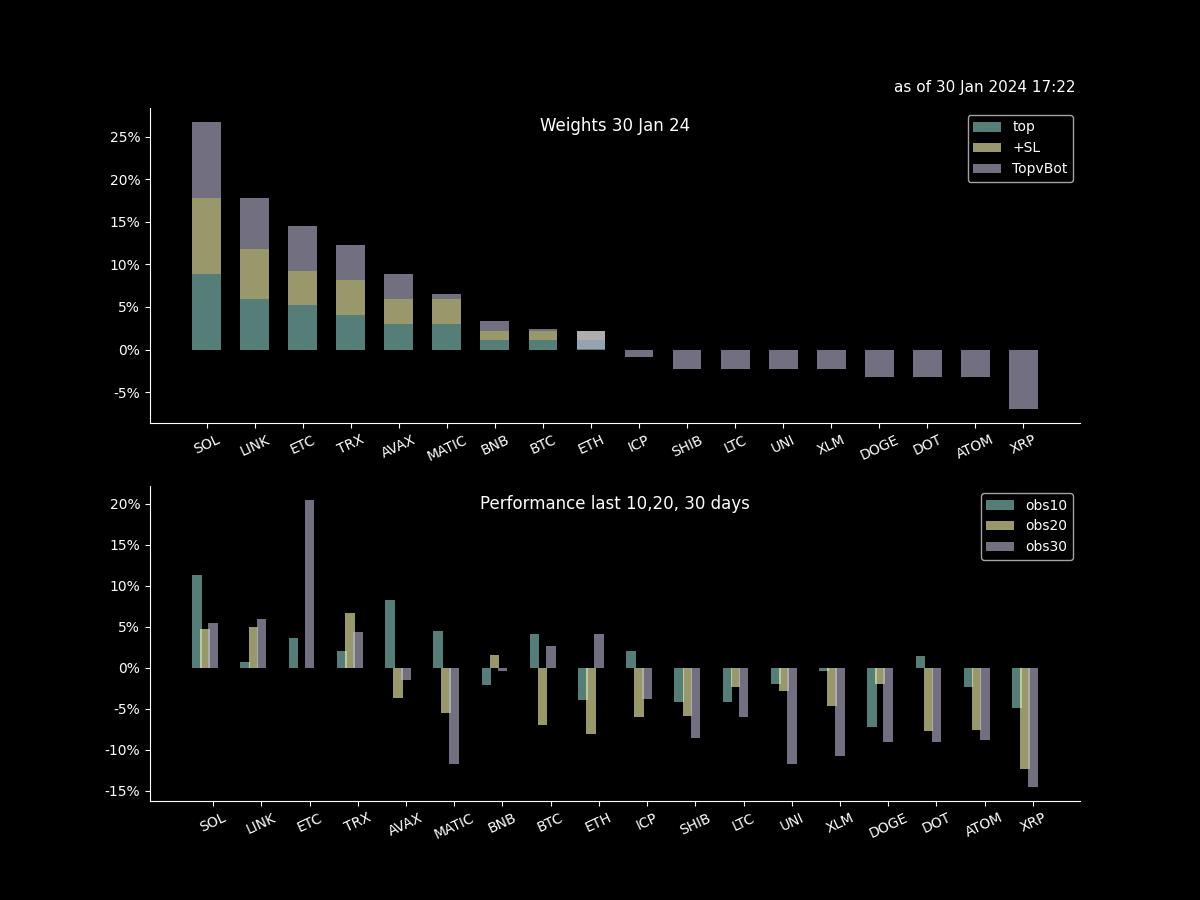 as of 30 Jan 2024 17:22
Weights 30 Jan 24
top
+SL
TopvBot
25%
20%
15%
10%
5%
0%
-5%
SOL LINK ETC TRX AVAX MATIC BNB BTC ETH ICP SHIB LTC UNI XLM DOGE DOT ATOM XRP
Performance last 10,20, 30 days
obs10
obs20
obs30
20%
15%
10%
5%
0%
-5%
-10%
-15%
SOL LINK ETC TRX AVAX MATIC BNB BTC ETH ICP SHIB LTC UNI XLM DOGE DOT ATOM XRP